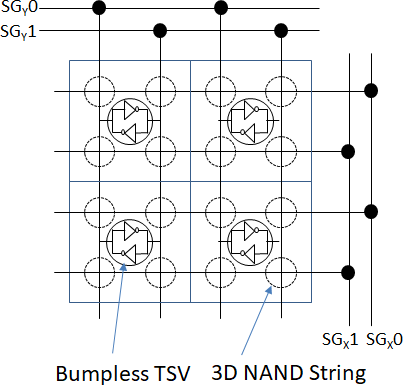 SGY0
SGY1
SGX1 SGX0
Bumpless TSV 3D NAND String